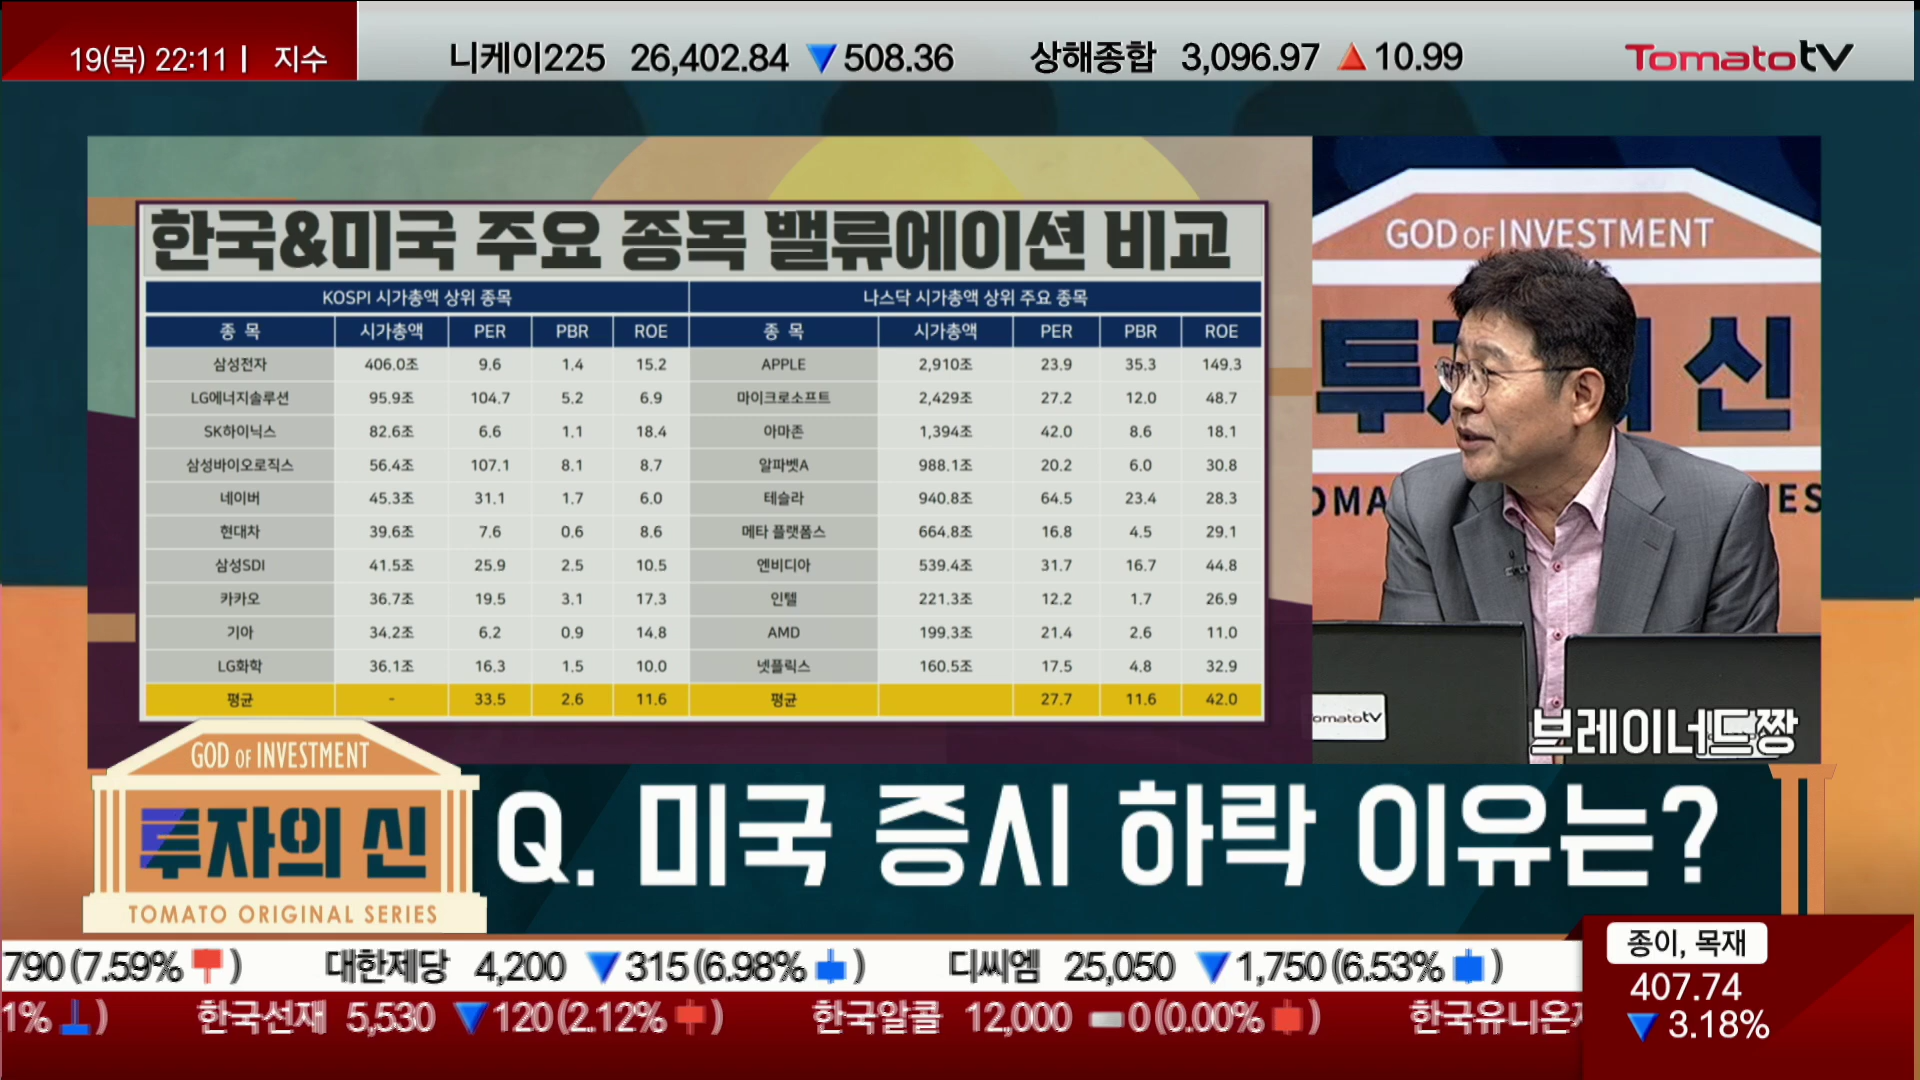 19(목) 22:11 | 지수 니케이225 26,402.84 ▼508.36 상해종합 3,096.97 ▲10.99 Tomatotv
한국&미국 주요 종목 밸류에이션 비교
KOSPI 시가총액 상위 종목 나스닥 시가총액 상위 주요 종목
종 목 시가총액 PER PBR ROE 종 목 시가총액 PER PBR ROE
삼성전자 406.0조 9.6 1.4 15.2 APPLE 2,910조 23.9 35.3 149.3
LG에너지솔루션 95.9조 104.7 5.2 6.9 마이크로소프트 2,429조 27.2 12.0 48.7
SK하이닉스 82.6조 6.6 1.1 18.4 아마존 1,394조 42.0 8.6 18.1
삼성바이오로직스 56.4조 107.1 8.1 8.7 알파벳A 988.1조 20.2 6.0 30.8
네이버 45.3조 31.1 1.7 6.0 테슬라 940.8조 64.5 23.4 28.3
현대차 39.6조 7.6 0.6 8.6 메타 플랫폼스 664.8조 16.8 4.5 29.1
삼성SDI 41.5조 25.9 2.5 10.5 엔비디아 539.4조 31.7 16.7 44.8
카카오 36.7조 19.5 3.1 17.3 인텔 221.3조 12.2 1.7 26.9
기아 34.2조 6.2 0.9 14.8 AMD 199.3조 21.4 2.6 11.0
LG화학 36.1조 16.3 1.5 10.0 넷플릭스 160.5조 17.5 4.8 32.9
평균 - 33.5 2.6 11.6 평균 27.7 11.6 42.0
GOD OF INVESTMENT
투자의 신
OMA IES
omatotv
브레이너드짱
GOD OF INVESTMENT
투자의 신
TOMATO ORIGINAL SERIES
Q. 미국 증시 하락 이유는?
790(7.59% ) 대한제당 4,200 ▼315(6.98% ) 디씨엠 25,050 ▼1,750(6.53% )
1% ) 한국선재 5,530 ▼120(2.12% ) 한국알콜 12,000 0(0.00% ) 한국유니온
종이, 목재
407.74
▼ 3.18%